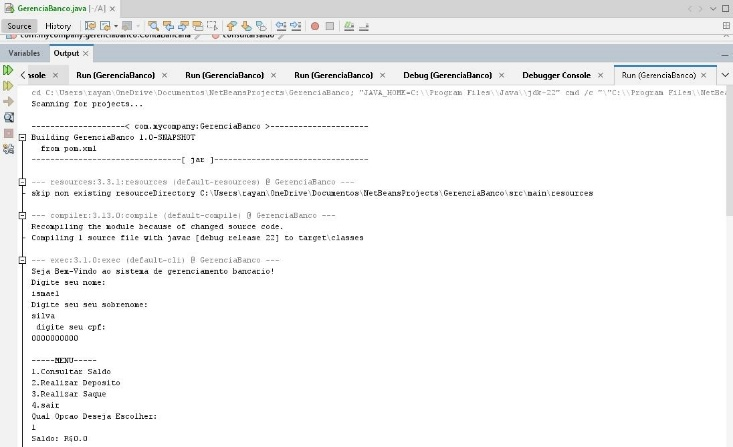 GerenciaBanco.java [-/A]
Source History
com.mycompany.gerenciabanco.ContaBancaria consultarSaldo
Variables Output
nsole Run (GerenciaBanco) Run (GerenciaBanco) Run (GerenciaBanco) Debug (GerenciaBanco) Debugger Console Run (GerenciaBanco)
cd C:\Users\rayan\OneDrive\Documentos\NetBeansProjects\GerenciaBanco; "JAVA_HOME=C:\\Program Files\\Java\\jdk-22" cmd /c "\"C:\\Program Files\\NetBea
Scanning for projects...
--------------------< com.mycompany:GerenciaBanco >---------------------
Building GerenciaBanco 1.0-SNAPSHOT
from pom.xml
--------------------------------[ jar ]---------------------------------
--- resources:3.3.1:resources (default-resources) @ GerenciaBanco ---
skip non existing resourceDirectory C:\Users\rayan\OneDrive\Documentos\NetBeansProjects\GerenciaBanco\src\main\resources
--- compiler:3.13.0:compile (default-compile) @ GerenciaBanco ---
Recompiling the module because of changed source code.
Compiling 1 source file with javac [debug release 22] to target\classes
--- exec:3.1.0:exec (default-cli) @ GerenciaBanco ---
Seja Bem-Vindo ao sistema de gerenciamento bancario!
Digite seu nome:
ismael
Digite seu seu sobrenome:
silva
digite seu cpf:
0000000000
-----MENU-----
1.Consultar Saldo
2.Realizar Deposito
3.Realizar Saque
4.sair
Qual Opcao Deseja Escolher:
1
Saldo: R$0.0